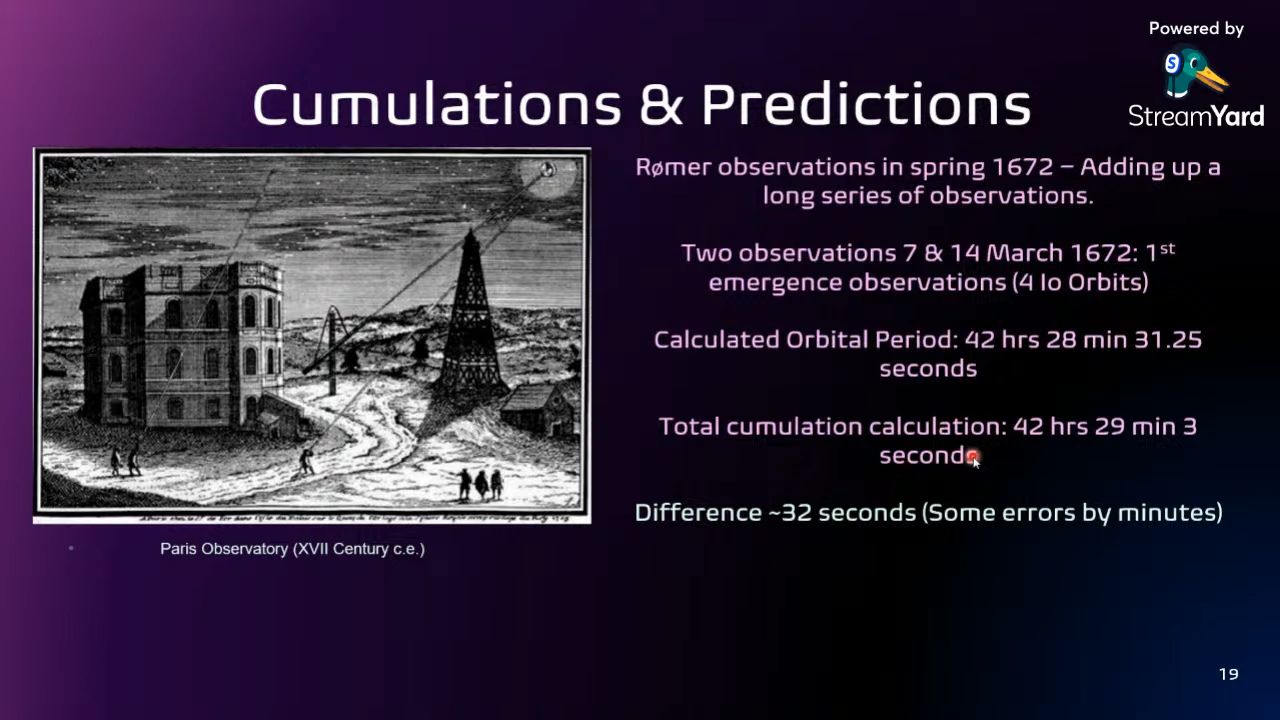 Powered by
StreamYard
Cumulations & Predictions
Rømer observations in spring 1672 – Adding up a
long series of observations.
Two observations 7 & 14 March 1672: 1st
emergence observations (4 Io Orbits)
Calculated Orbital Period: 42 hrs 28 min 31.25
seconds
Total cumulation calculation: 42 hrs 29 min 3
seconds
Difference ~32 seconds (Some errors by minutes)
Paris Observatory (XVII Century c.e.)
19